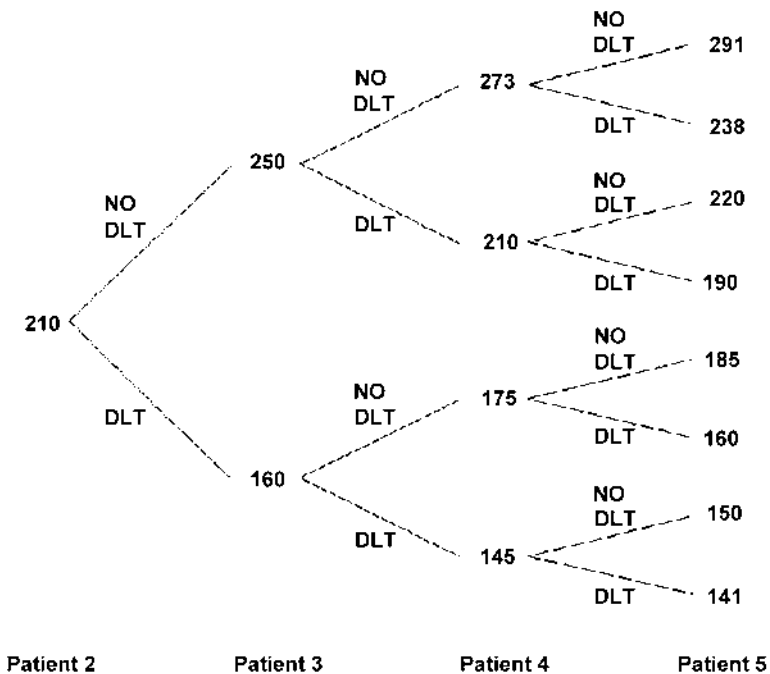 NO
DLT
291
NO
DLT
273
DLT
238
250
NO
DLT
220
NO
DLT
DLT
210
DLT
190
210
NO
DLT
185
DLT
NO
DLT
175
DLT
160
160
NO
DLT
150
DLT
145
DLT
141
Patient 2 Patient 3 Patient 4 Patient 5